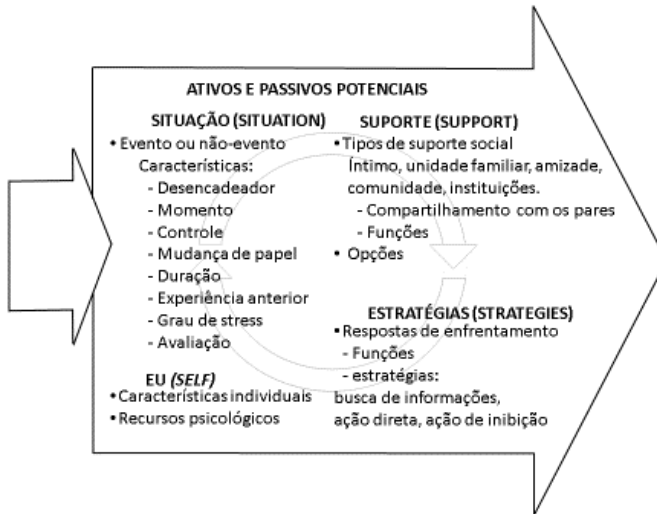 ATIVOS E PASSIVOS POTENCIAIS
SITUAÇÃO (SITUATION)
• Evento ou não-evento
Características:
- Desencadeador
- Momento
- Controle
- Mudança de papel
- Duração
- Experiência anterior
- Grau de stress
- Avaliação
EU (SELF)
• Características individuais
• Recursos psicológicos
SUPORTE (SUPPORT)
• Tipos de suporte social
Íntimo, unidade familiar, amizade,
comunidade, instituições.
- Compartilhamento com os pares
- Funções
• Opções
ESTRATÉGIAS (STRATEGIES)
• Respostas de enfrentamento
- Funções
- estratégias:
busca de informações,
ação direta, ação de inibição